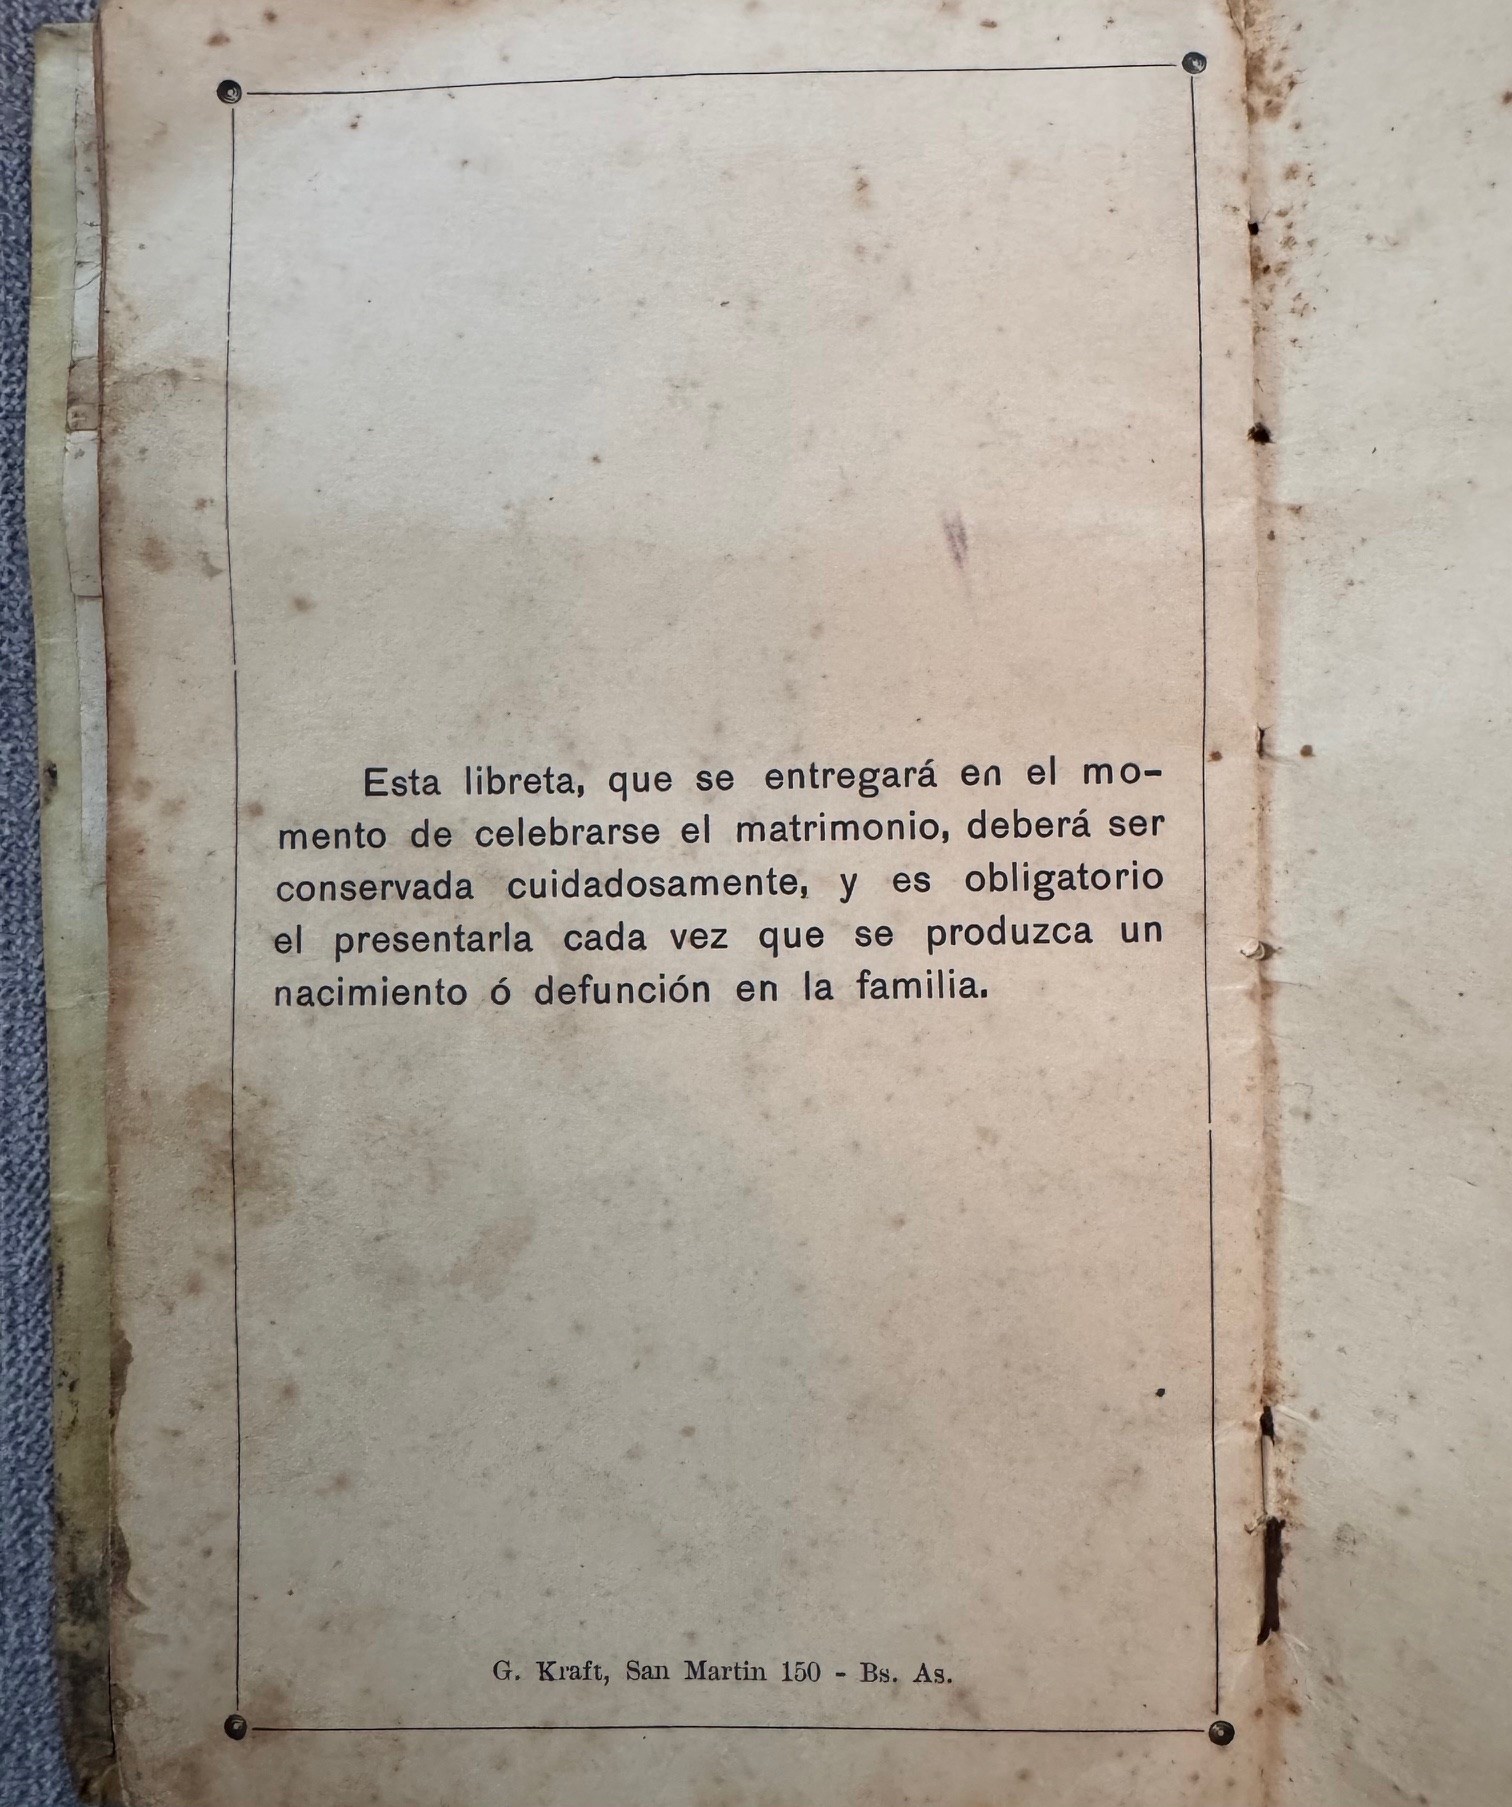 Esta libreta, que se entregará en el mo-
mento de celebrarse el matrimonio, deberá ser
conservada cuidadosamente, y es obligatorio
el presentarla cada vez que se produzca un
nacimiento ó defunción en la familia.
G. Kraft, San Martin 150 - Bs. As.